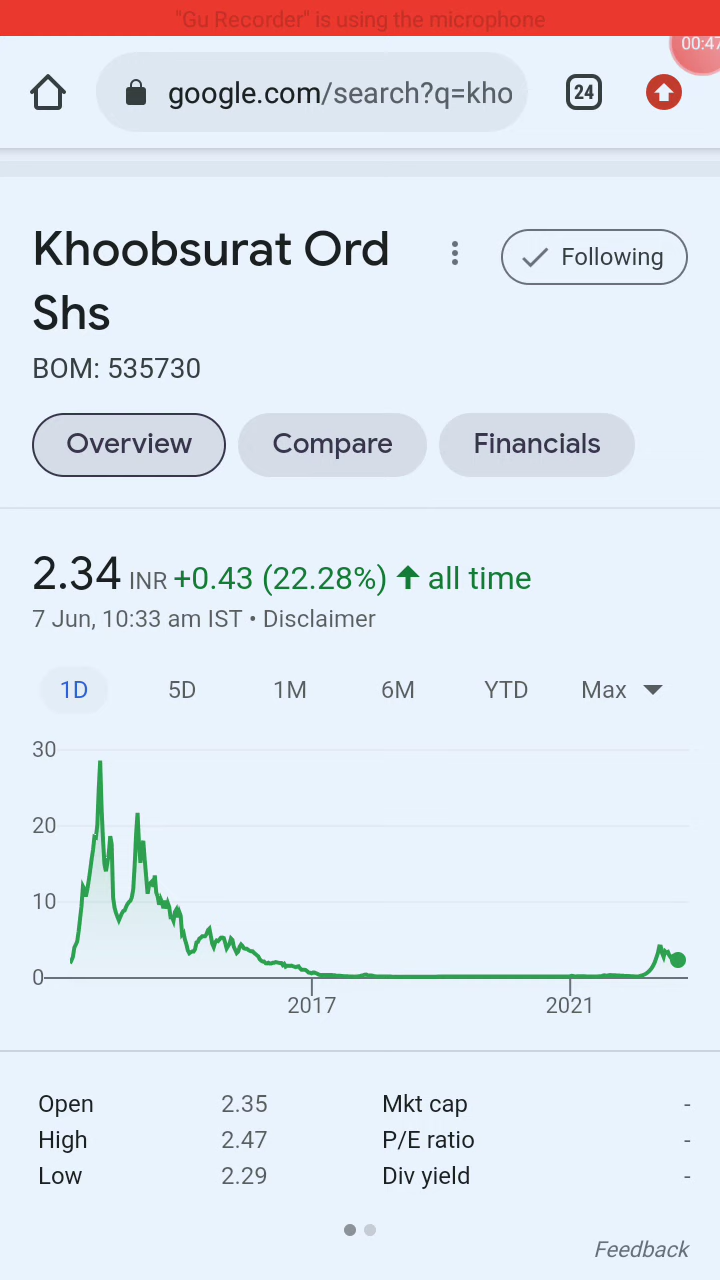 "Gu Recorder" is using the microphone
00:47
google.com/search?q=kho
24
Khoobsurat Ord
Shs
Following
BOM: 535730
Overview
Compare
Financials
2.34 INR +0.43 (22.28%) ↑ all time
7 Jun, 10:33 am IST • Disclaimer
1D 5D 1M 6M YTD Max
30
20
10
0
2017 2021
Open 2.35 Mkt cap -
High 2.47 P/E ratio -
Low 2.29 Div yield -
Feedback